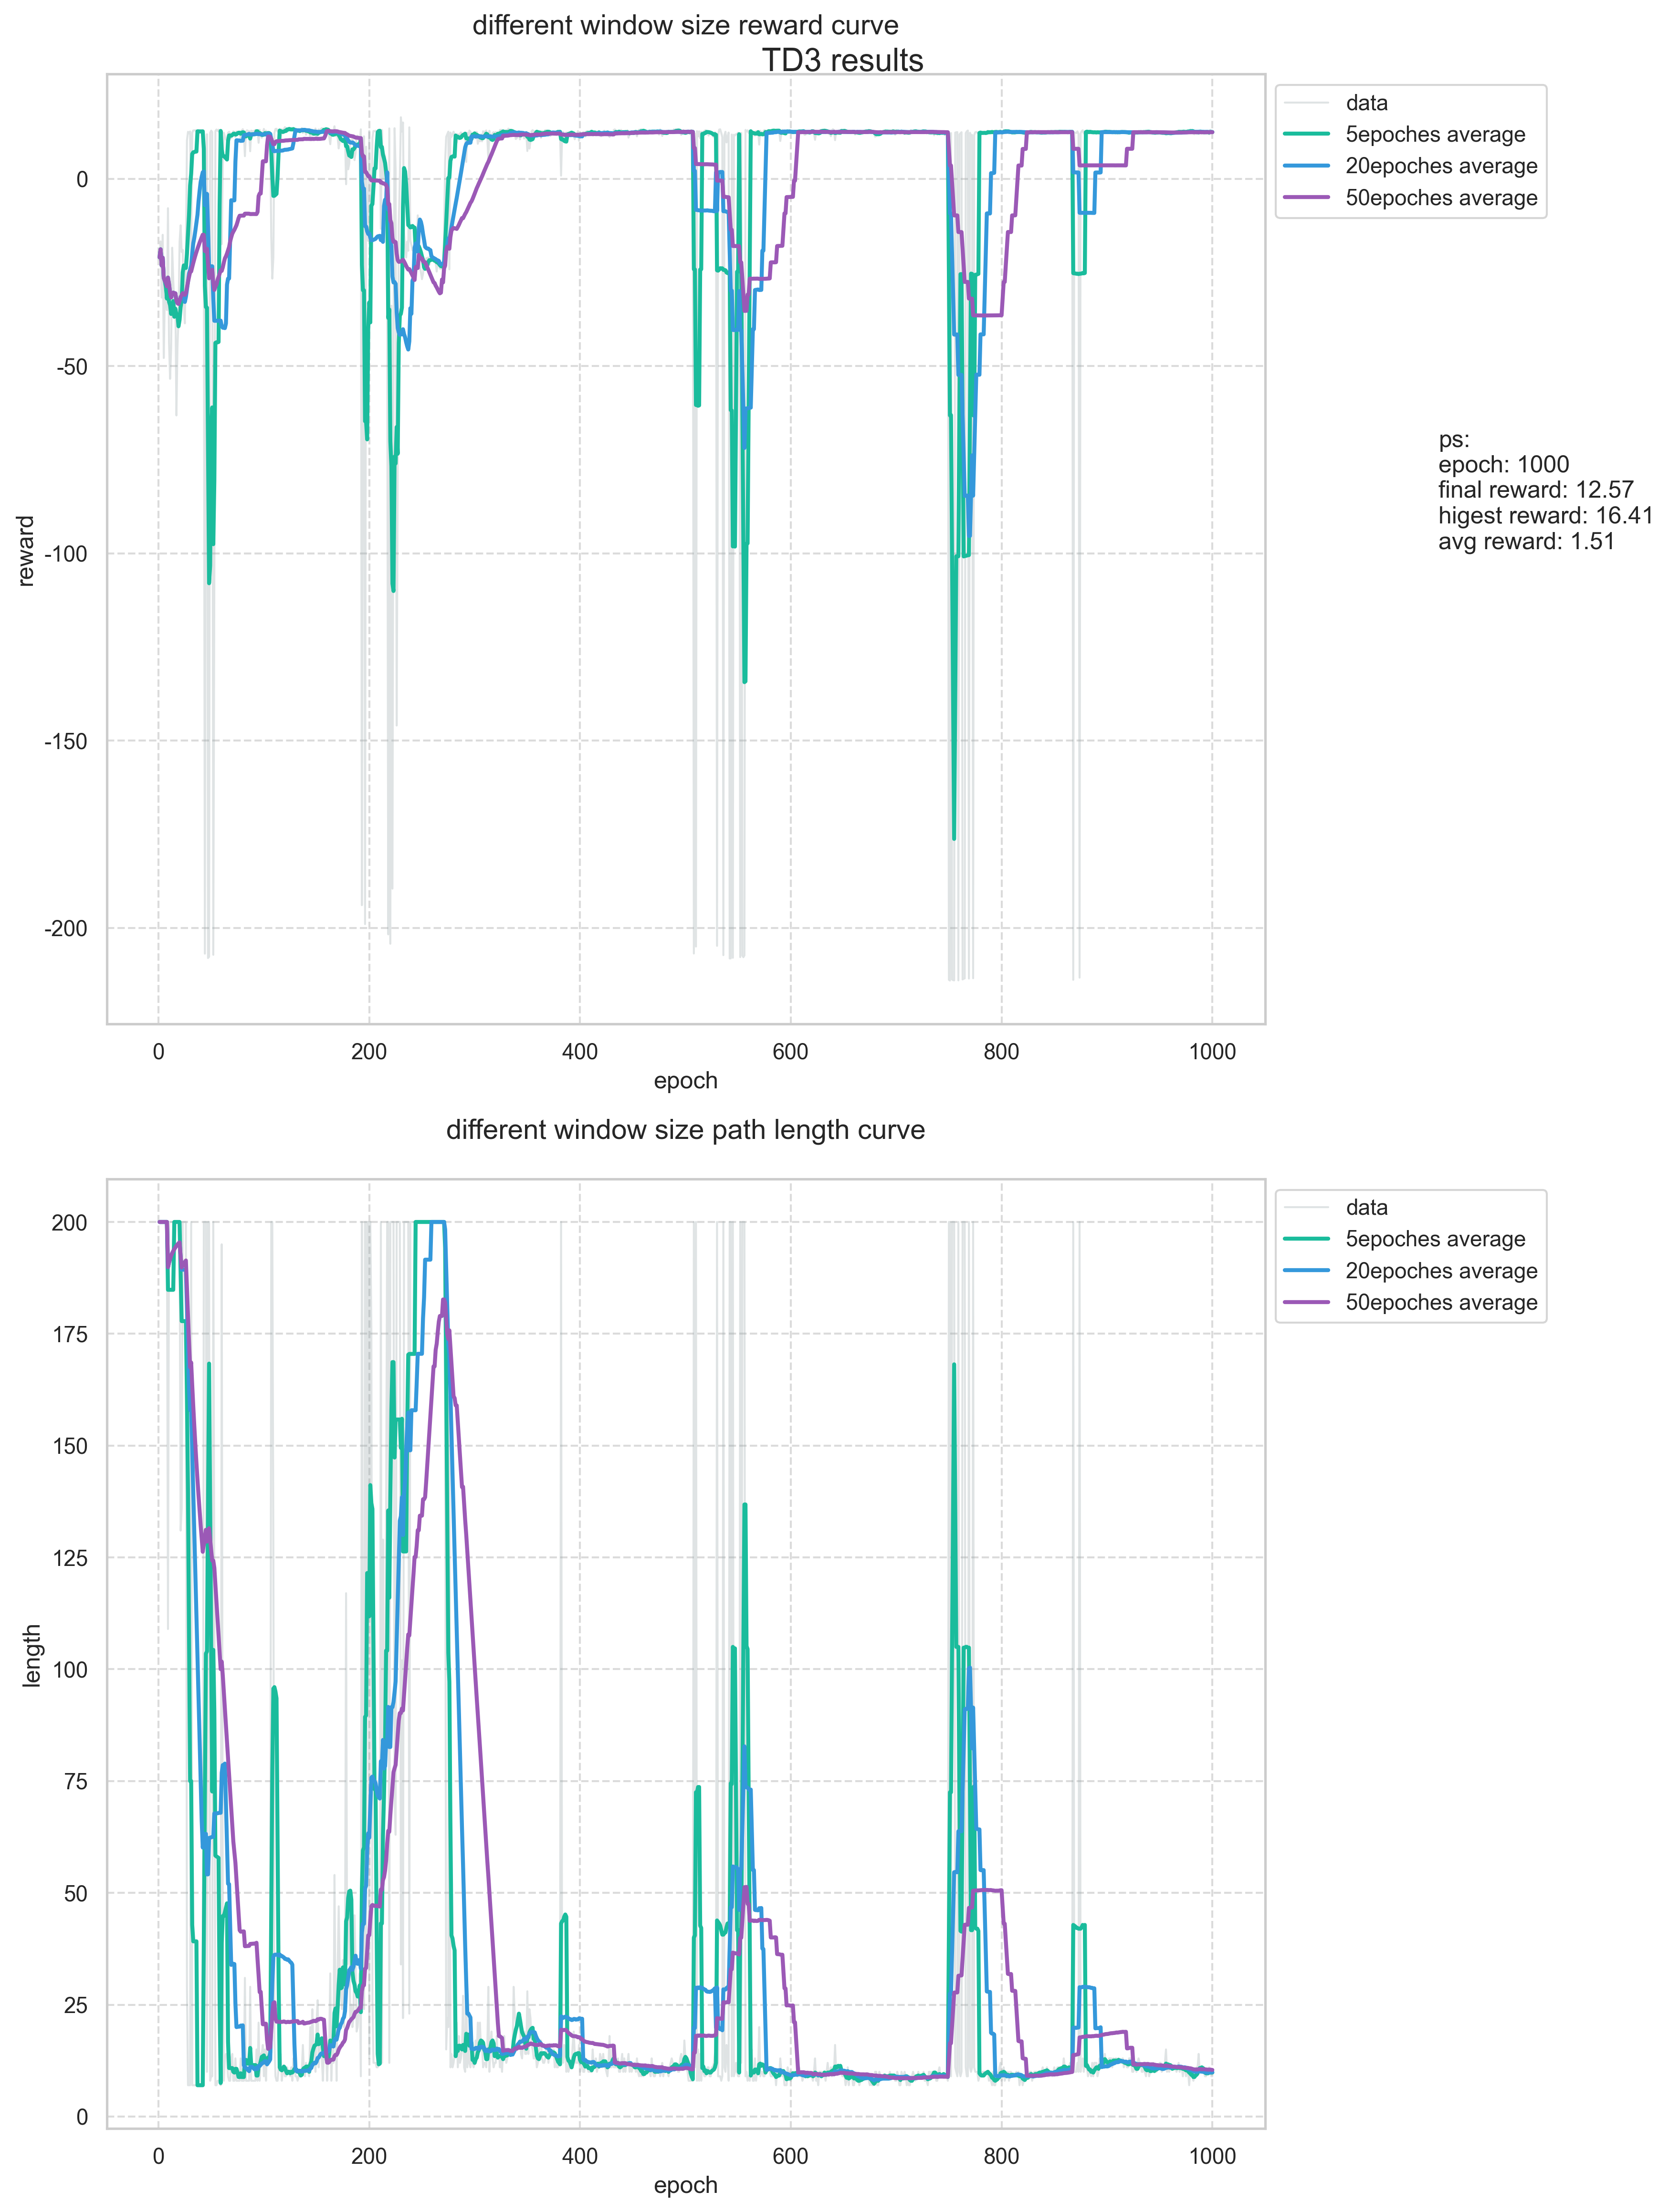 different window size reward curve
TD3 results
data
5epoches average
20epoches average
50epoches average
0
-50
-100
-150
-200
reward
0
200
400
600
800
1000
epoch
ps:
epoch: 1000
final reward: 12.57
higest reward: 16.41
avg reward: 1.51
different window size path length curve
data
5epoches average
20epoches average
50epoches average
200
175
150
125
100
75
50
25
0
length
0
200
400
600
800
1000
epoch